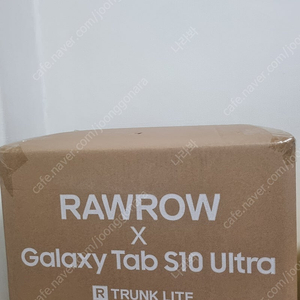 RAWROW
X
Galaxy Tab S10 Ultra
R TRUNK LITE